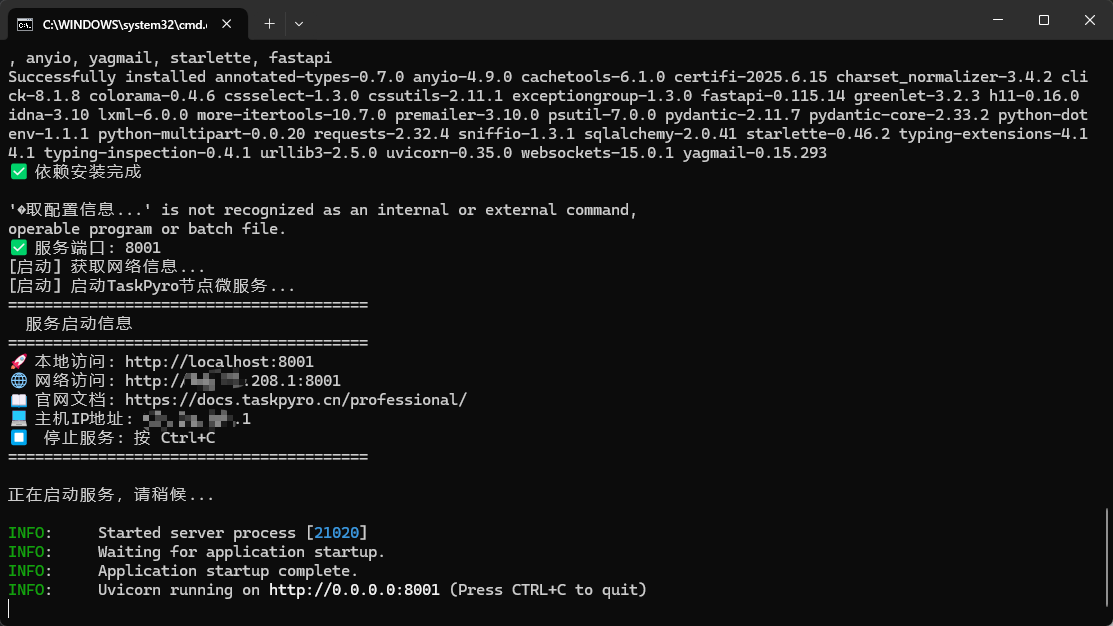 C:\WINDOWS\system32\cmd.
, anyio, yagmail, starlette, fastapi
Successfully installed annotated-types-0.7.0 anyio-4.9.0 cachetools-6.1.0 certifi-2025.6.15 charset_normalizer-3.4.2 cli
ck-8.1.8 colorama-0.4.6 cssselect-1.3.0 cssutils-2.11.1 exceptiongroup-1.3.0 fastapi-0.115.14 greenlet-3.2.3 h11-0.16.0
idna-3.10 lxml-6.0.0 more-itertools-10.7.0 premailer-3.10.0 psutil-7.0.0 pydantic-2.11.7 pydantic-core-2.33.2 python-dot
env-1.1.1 python-multipart-0.0.20 requests-2.32.4 sniffio-1.3.1 sqlalchemy-2.0.41 starlette-0.46.2 typing-extensions-4.1
4.1 typing-inspection-0.4.1 urllib3-2.5.0 uvicorn-0.35.0 websockets-15.0.1 yagmail-0.15.293
✅ 依赖安装完成
'�取配置信息...' is not recognized as an internal or external command,
operable program or batch file.
✅ 服务端口: 8001
[启动] 获取网络信息...
[启动] 启动TaskPyro节点微服务...
========================================
服务启动信息
========================================
🚀 本地访问: http://localhost:8001
🌐 网络访问: http://.208.1:8001
📖 官网文档: https://docs.taskpyro.cn/professional/
💻 主机IP地址: .1
⏹ 停止服务: 按 Ctrl+C
========================================
正在启动服务, 请稍候...
INFO: Started server process [21020]
INFO: Waiting for application startup.
INFO: Application startup complete.
INFO: Uvicorn running on http://0.0.0.0:8001 (Press CTRL+C to quit)